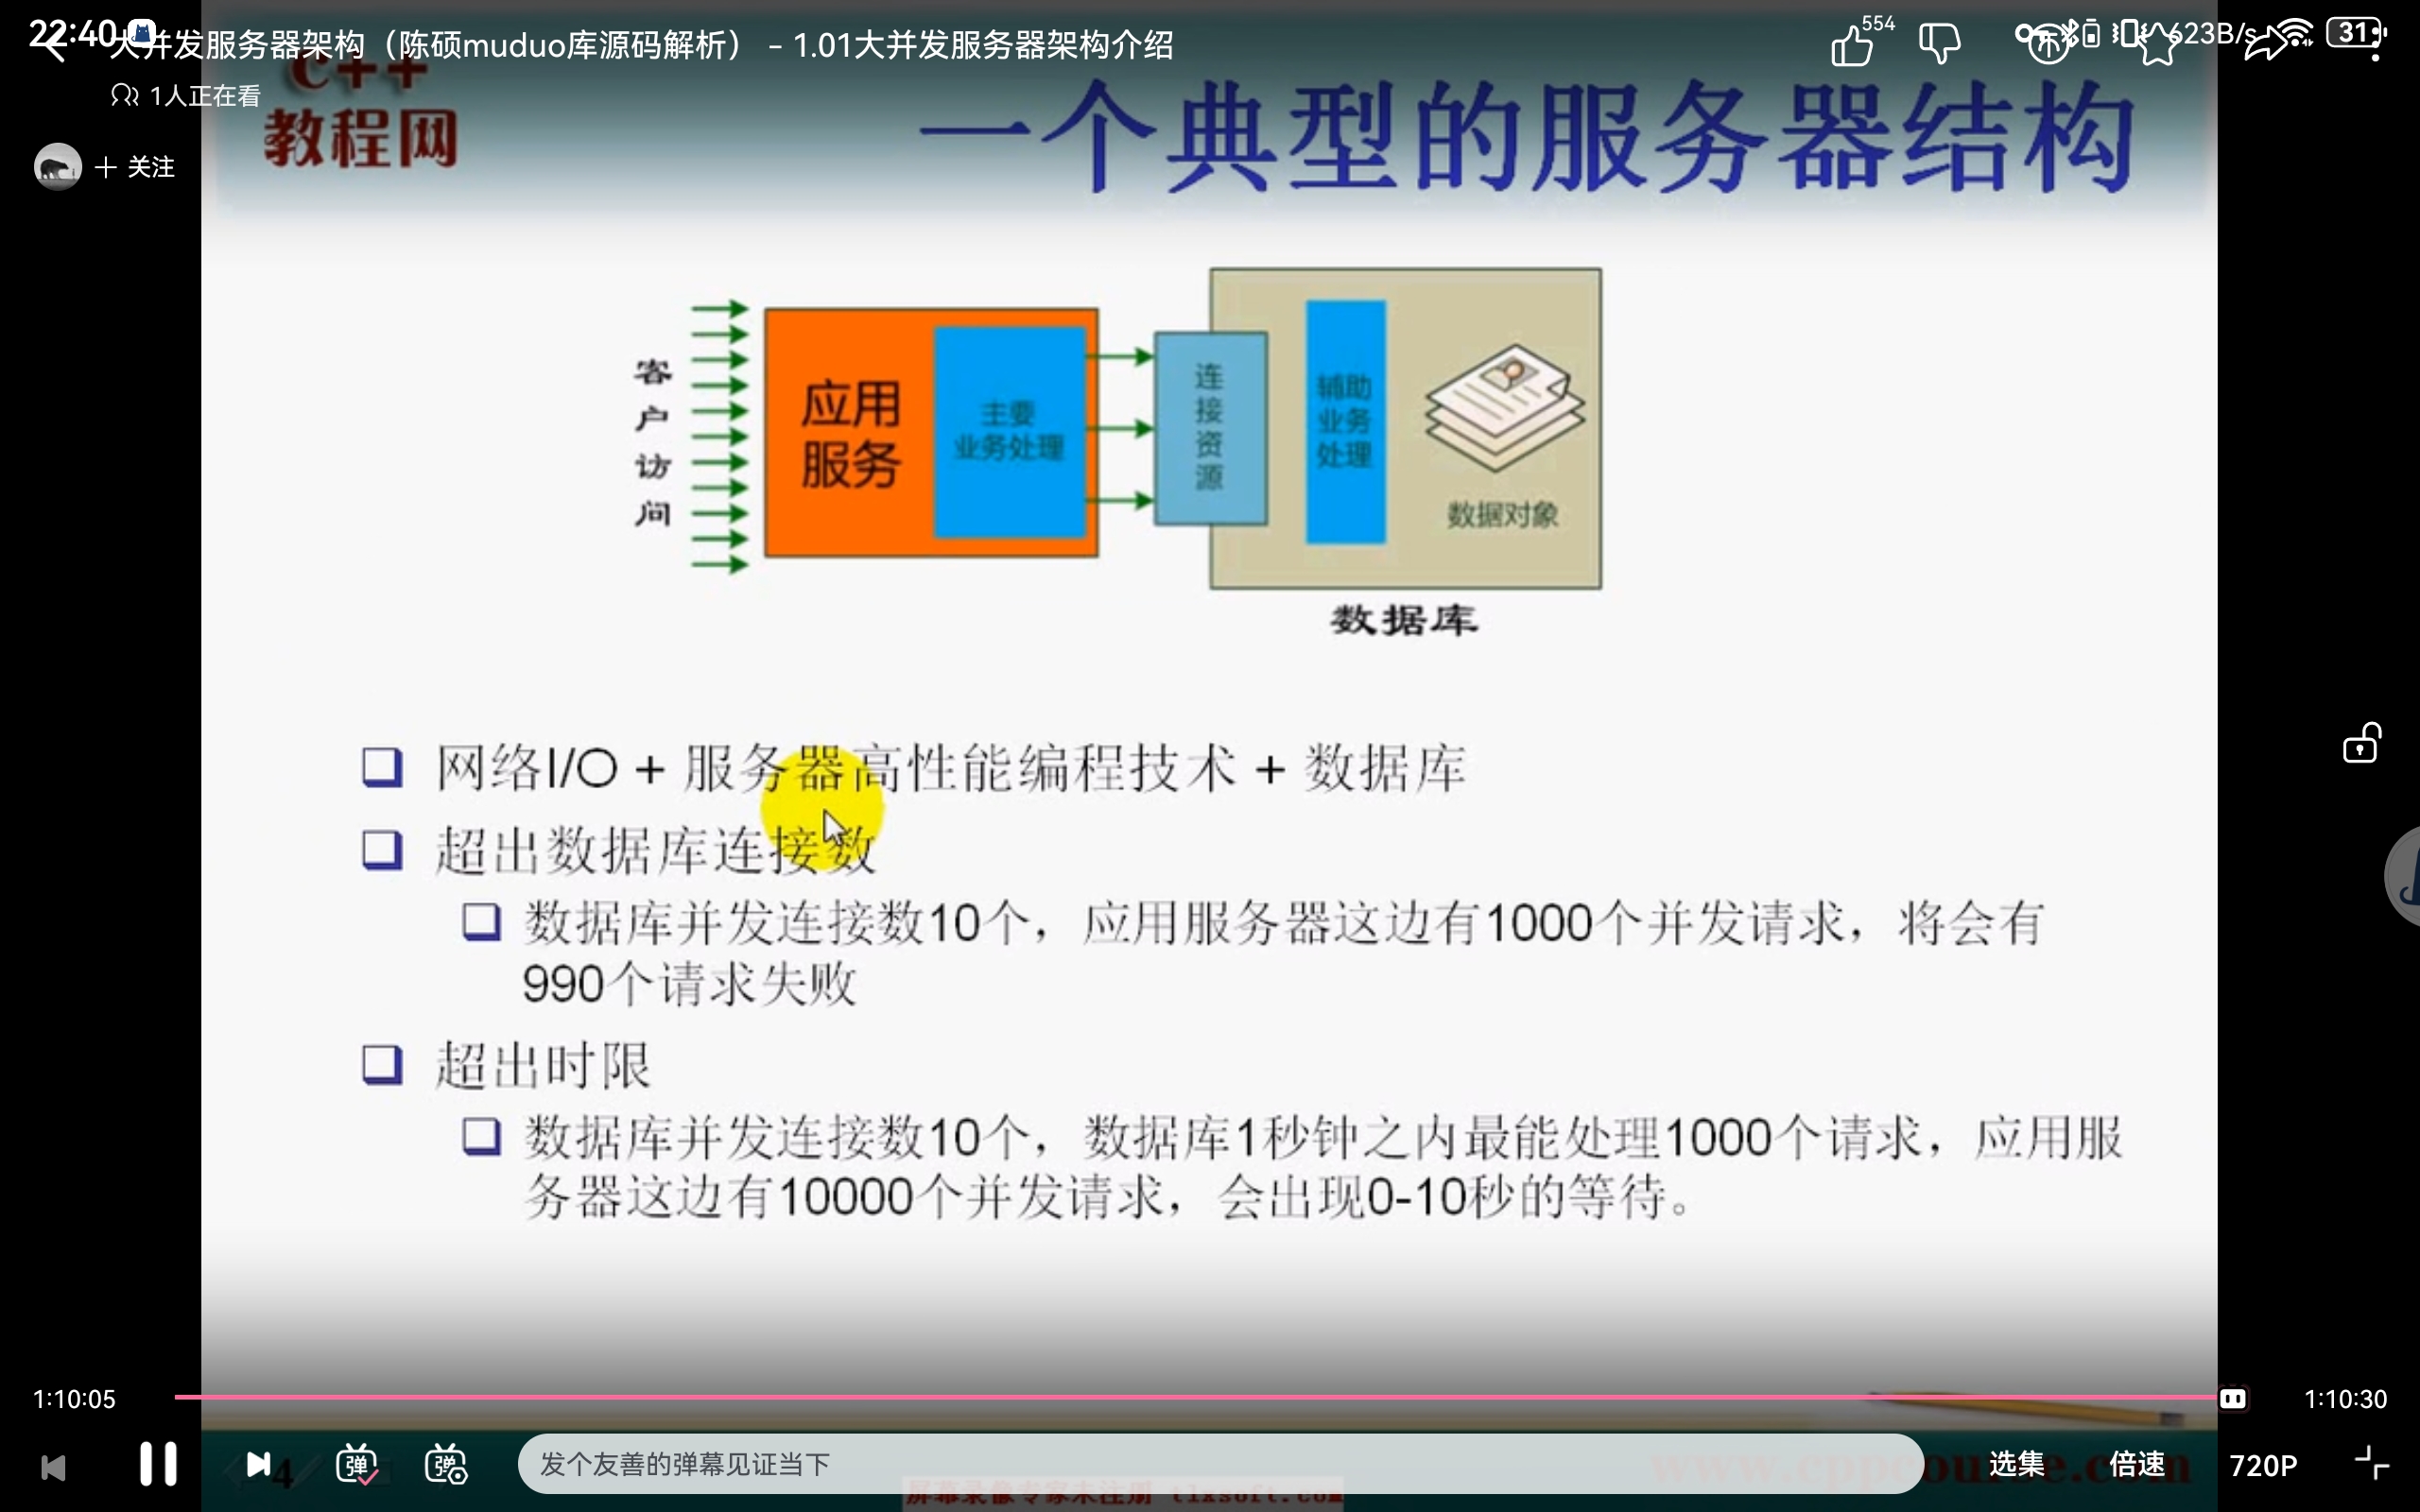 22:40
大并发服务器架构（陈硕muduo库源码解析） - 1.01大并发服务器架构介绍
554
623B/s
31
1人正在看
+ 关注
C++
教程网
一个典型的服务器结构
客户访问
应用
服务
主要
业务处理
连接资源
辅助
业务
处理
数据对象
数据库
网络I/O + 服务器高性能编程技术 + 数据库
超出数据库连接数
数据库并发连接数10个，应用服务器这边有1000个并发请求，将会有
990个请求失败
超出时限
数据库并发连接数10个，数据库1秒钟之内最能处理1000个请求，应用服
务器这边有10000个并发请求，会出现0-10秒的等待。
1:10:05
1:10:30
4
弹
弹
发个友善的弹幕见证当下
选集
倍速
720P
屏幕录像专家未注册 tlxsoft.com